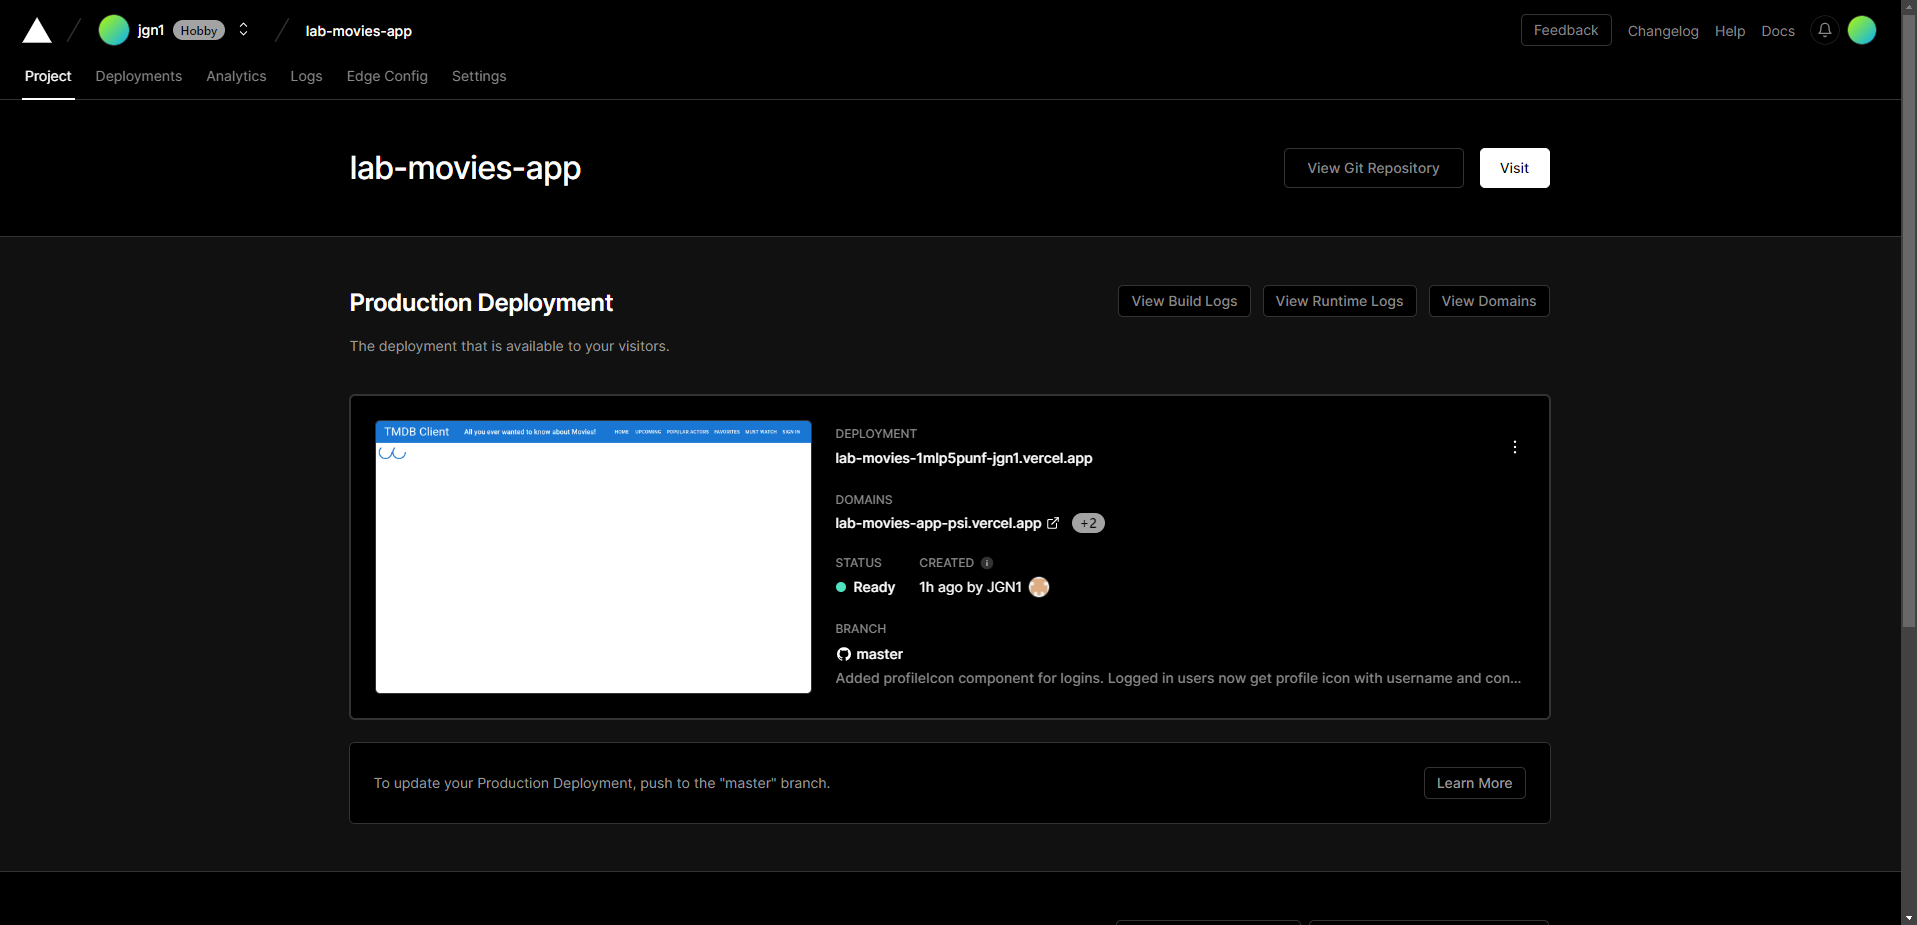 jgn1 Hobby lab-movies-app Feedback Changelog Help Docs
Project Deployments Analytics Logs Edge Config Settings
lab-movies-app View Git Repository Visit
Production Deployment View Build Logs View Runtime Logs View Domains
The deployment that is available to your visitors.
TMDB Client All you ever wanted to know about Movies! HOME UPCOMING POPULAR ACTORS FAVORITES MUST WATCH SIGN IN
DEPLOYMENT
lab-movies-1mlp5punf-jgn1.vercel.app
DOMAINS
lab-movies-app-psi.vercel.app +2
STATUS CREATED
Ready 1h ago by JGN1
BRANCH
master
Added profileIcon component for logins. Logged in users now get profile icon with username and con...
To update your Production Deployment, push to the "master" branch. Learn More